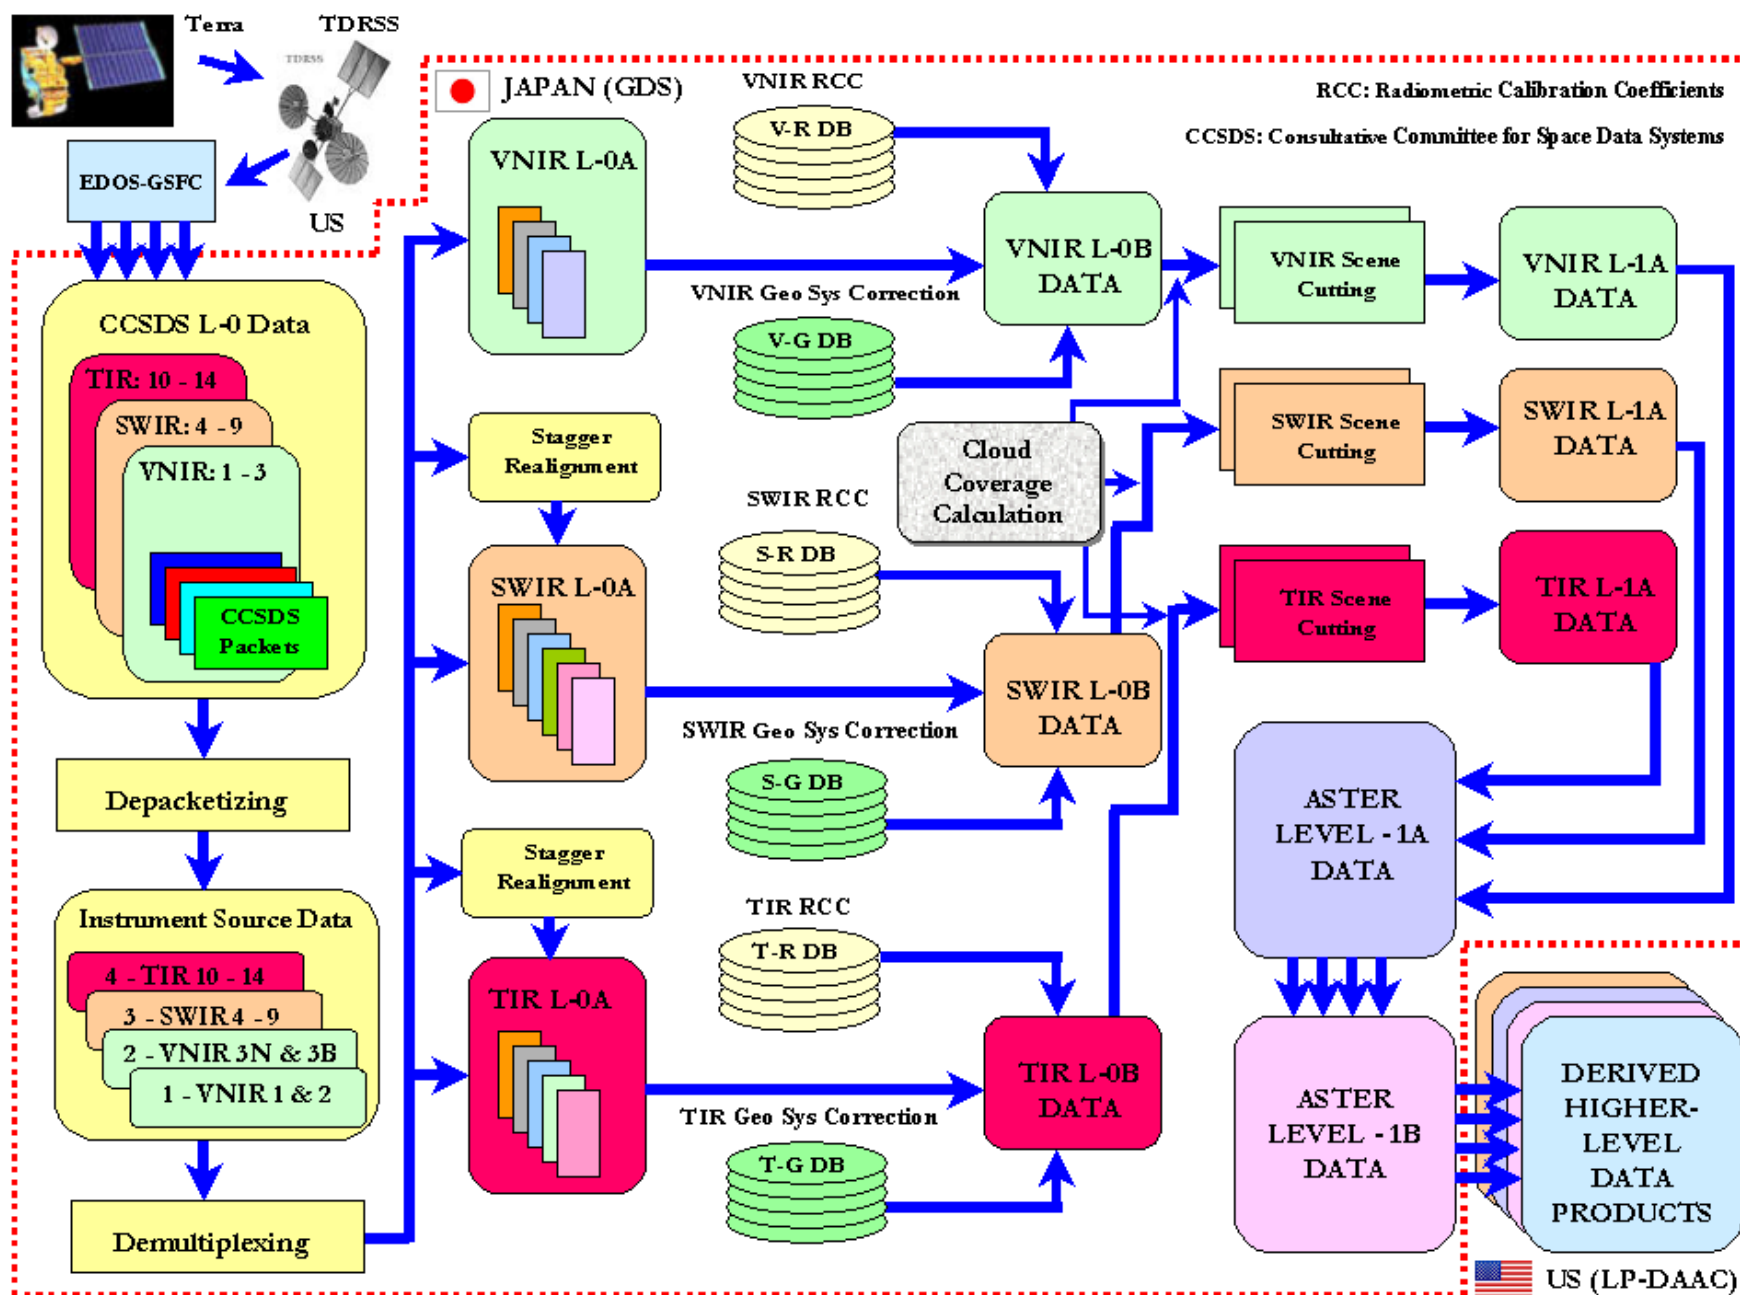 Terra
TDRSS
TDRSS
US
EDOS-GSFC
JAPAN (GDS)
RCC: Radiometric Calibration Coefficients
CCSDS: Consultative Committee for Space Data Systems
CCSDS L-0 Data
TIR: 10 - 14
SWIR: 4 - 9
VNIR: 1 - 3
CCSDS
Packets
Depacketizing
Instrument Source Data
4 - TIR 10 - 14
3 - SWIR 4 - 9
2 - VNIR 3N & 3B
1 - VNIR 1 & 2
Demultiplexing
VNIR L-0A
Stagger
Realignment
SWIR L-0A
Stagger
Realignment
TIR L-0A
VNIR RCC
V-R DB
VNIR Geo Sys Correction
V-G DB
SWIR RCC
S-R DB
SWIR Geo Sys Correction
S-G DB
TIR RCC
T-R DB
TIR Geo Sys Correction
T-G DB
Cloud
Coverage
Calculation
VNIR L-0B
DATA
SWIR L-0B
DATA
TIR L-0B
DATA
VNIR Scene
Cutting
SWIR Scene
Cutting
TIR Scene
Cutting
VNIR L-1A
DATA
SWIR L-1A
DATA
TIR L-1A
DATA
ASTER
LEVEL - 1A
DATA
ASTER
LEVEL - 1B
DATA
DERIVED
HIGHER-
LEVEL
DATA
PRODUCTS
US (LP-DAAC)